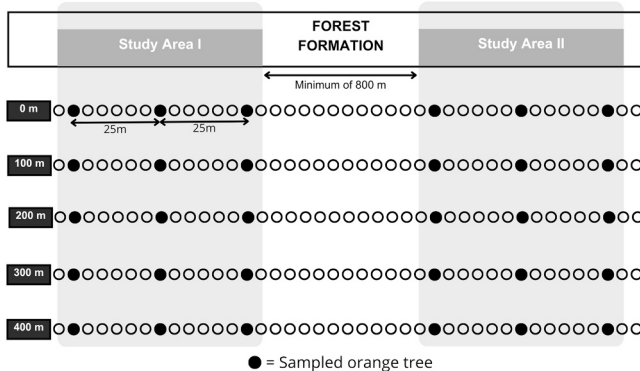 FOREST
FORMATION
Study Area I
Study Area II
Minimum of 800 m
0 m
25m
25m
100 m
200 m
300 m
400 m
= Sampled orange tree